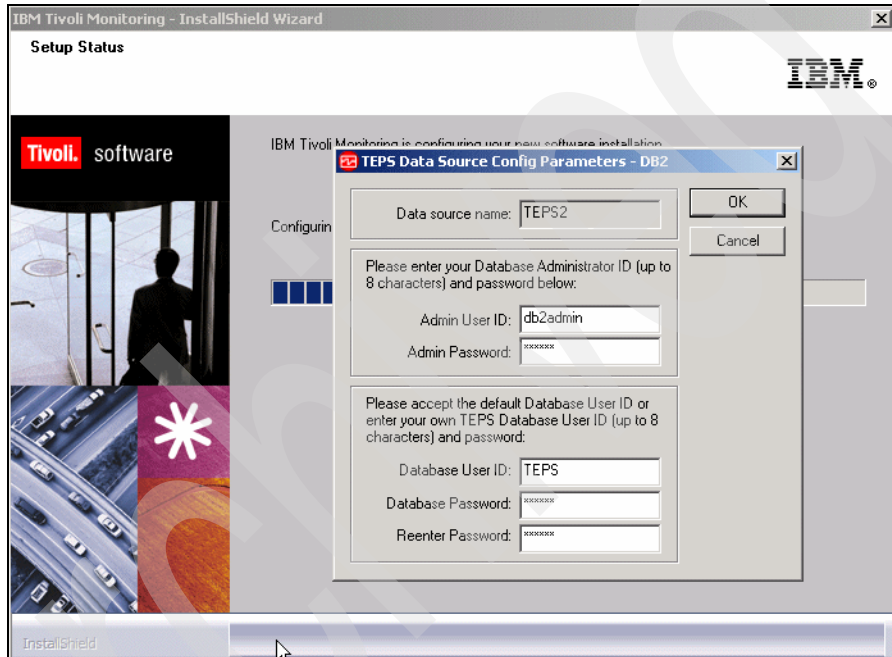 IBM Tivoli Monitoring - InstallShield Wizard
Setup Status
IBM®
Tivoli. software
IBM Tivoli Monitoring is configuring your new software installation
Configurin
TEPS Data Source Config Parameters - DB2
Data source name: TEPS2
OK
Cancel
Please enter your Database Administrator ID (up to
8 characters) and password below:
Admin User ID: db2admin
Admin Password: ******
Please accept the default Database User ID or
enter your own TEPS Database User ID (up to 8
characters) and password:
Database User ID: TEPS
Database Password: ******
Reenter Password: ******
InstallShield